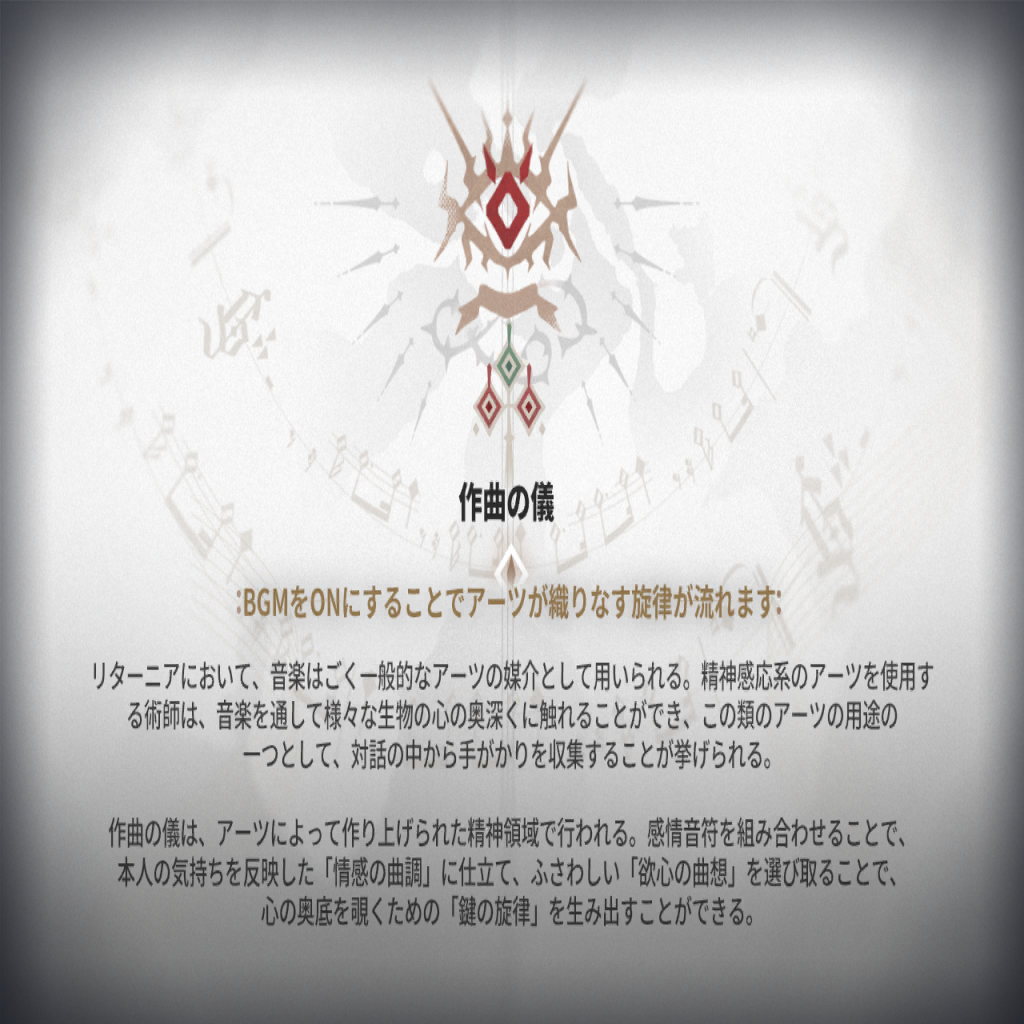 作曲の儀
:BGMをONにすることでアーツが織りなす旋律が流れます:
リターニアにおいて、音楽はごく一般的なアーツの媒介として用いられる。精神感応系のアーツを使用す
る術師は、音楽を通して様々な生物の心の奥深くに触れることができ、この類のアーツの用途の
一つとして、対話の中から手がかりを収集することが挙げられる。
作曲の儀は、アーツによって作り上げられた精神領域で行われる。感情音符を組み合わせることで、
本人の気持ちを反映した「情感の曲調」に仕立て、ふさわしい「欲心の曲想」を選び取ることで、
心の奥底を覗くための「鍵の旋律」を生み出すことができる。